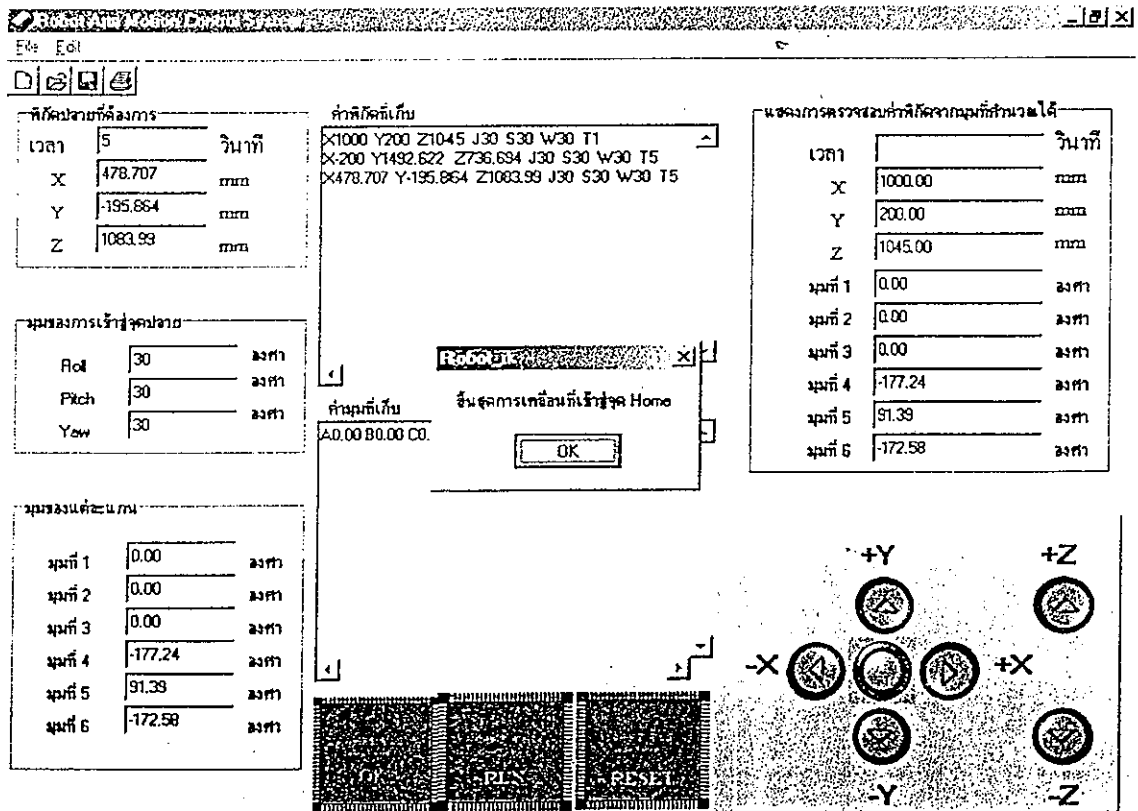 Robot Arm Motion Control System
File Edit
พิกัดปลายที่ต้องการ
เวลา 5 วินาที
X 478.707 mm
Y -195.864 mm
Z 1083.99 mm
มุมของการเข้าสู่จุดปลาย
Roll 30 องศา
Pitch 30 องศา
Yaw 30 องศา
มุมของแต่ละแกน
มุมที่ 1 0.00 องศา
มุมที่ 2 0.00 องศา
มุมที่ 3 0.00 องศา
มุมที่ 4 -177.24 องศา
มุมที่ 5 91.39 องศา
มุมที่ 6 -172.58 องศา
ค่าพิกัดที่เก็บ
X1000 Y200 Z1045 J30 S30 W30 T1
X-200 Y1492.622 Z736.694 J30 S30 W30 T5
X478.707 Y-195.864 Z1083.99 J30 S30 W30 T5
ค่ามุมที่เก็บ
A0.00 B0.00 C0.
สิ้นสุดการเคลื่อนที่เข้าสู่จุด Home
OK
OK RUN RESET
แสดงการตรวจสอบค่าพิกัดจากมุมที่คำนวณได้
เวลา วินาที
X 1000.00 mm
Y 200.00 mm
Z 1045.00 mm
มุมที่ 1 0.00 องศา
มุมที่ 2 0.00 องศา
มุมที่ 3 0.00 องศา
มุมที่ 4 -177.24 องศา
มุมที่ 5 91.39 องศา
มุมที่ 6 -172.58 องศา
+Y +Z
-X +X
-Y -Z